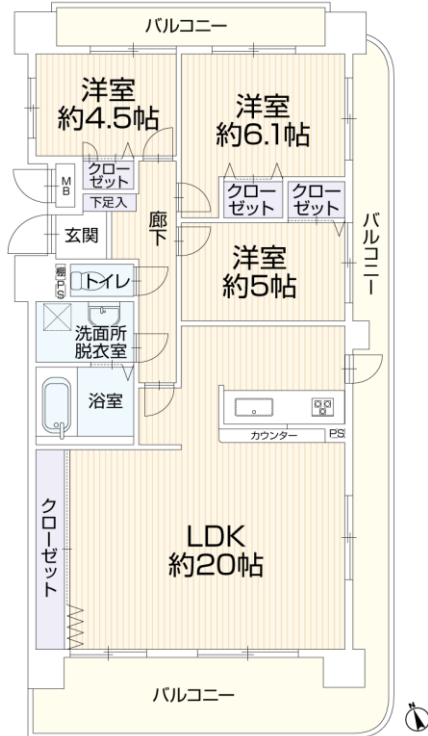 バルコニー
洋室
約4.5帖
洋室
約6.1帖
MB
クロー
ゼット
下足入
クロー
ゼット
クロー
ゼット
廊下
玄関
洋室
約5帖
バルコニー
棚
PS
トイレ
洗面所
脱衣室
浴室
カウンター
PS
クローゼット
LDK
約20帖
バルコニー
N